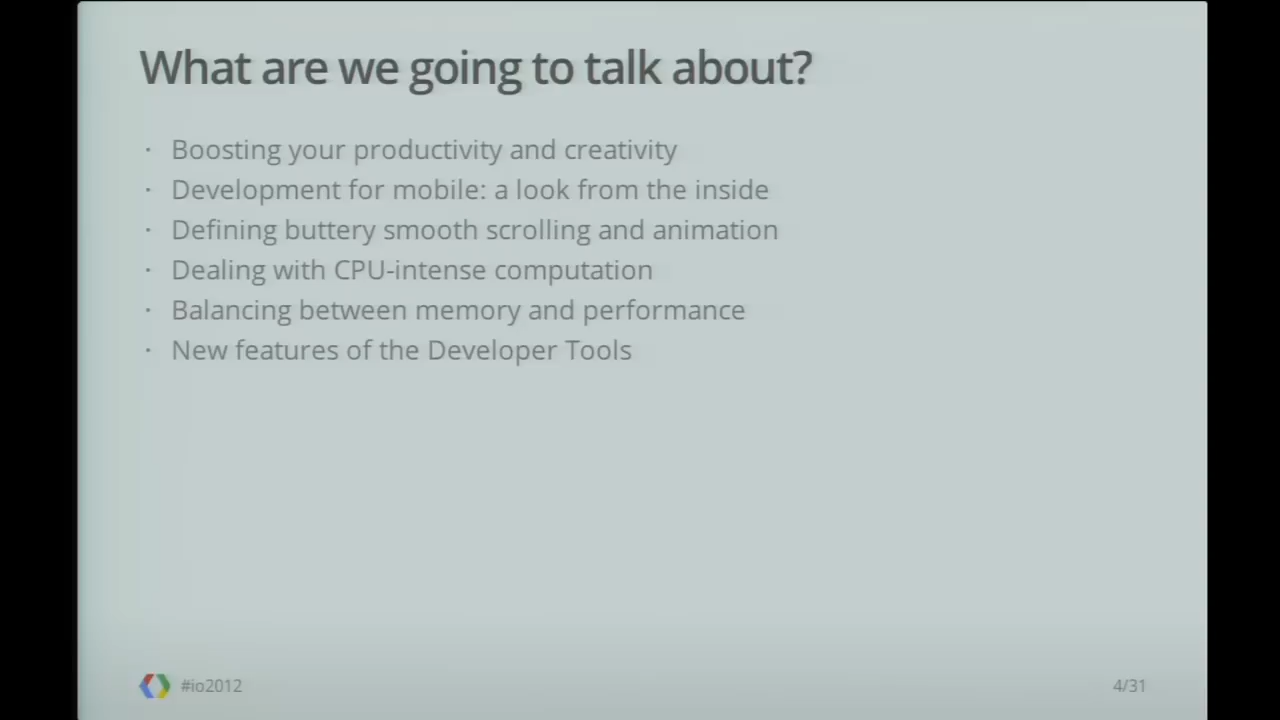 What are we going to talk about?
· Boosting your productivity and creativity
· Development for mobile: a look from the inside
· Defining buttery smooth scrolling and animation
· Dealing with CPU-intense computation
· Balancing between memory and performance
· New features of the Developer Tools
#io2012
4/31